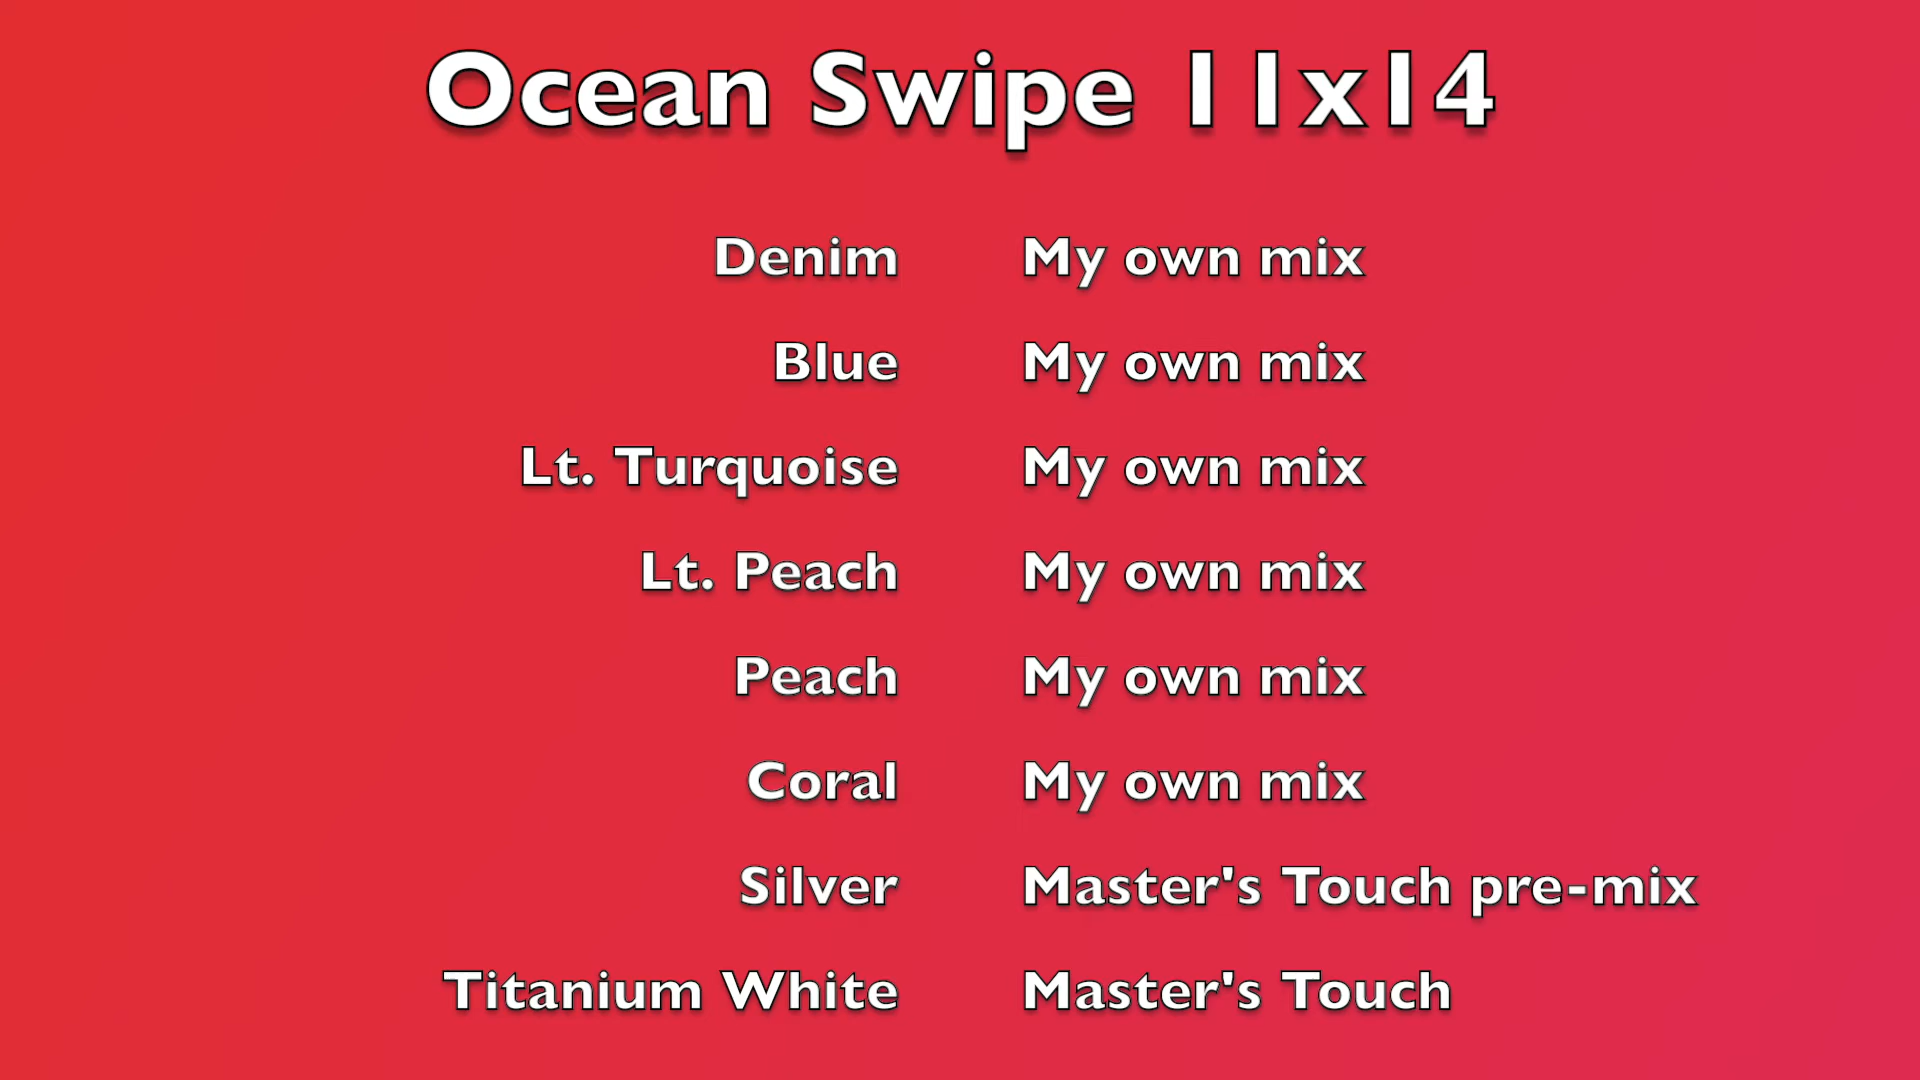 Ocean Swipe 11x14
Denim My own mix
Blue My own mix
Lt. Turquoise My own mix
Lt. Peach My own mix
Peach My own mix
Coral My own mix
Silver Master's Touch pre-mix
Titanium White Master's Touch